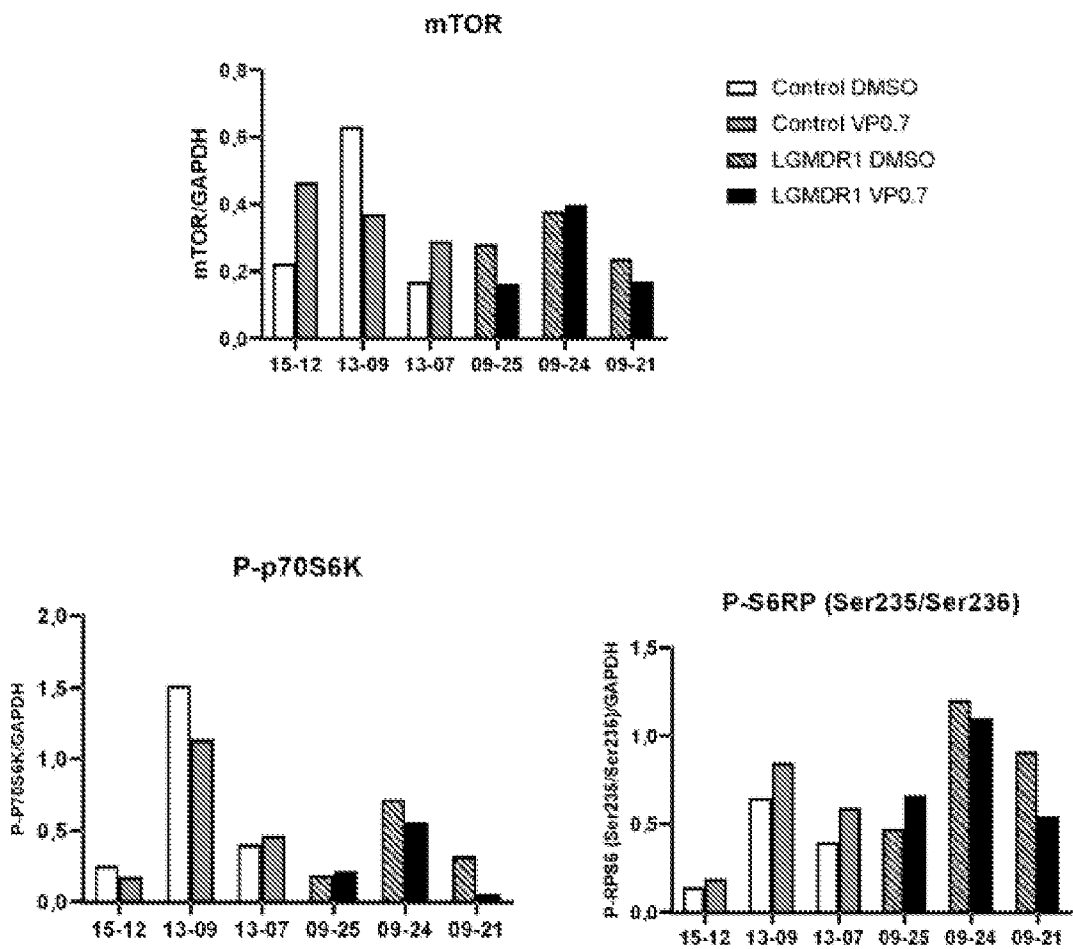 mTOR
0,8
0,6
0,4
0,2
0,0
mTOR/GAPDH
15-12 13-09 13-07 09-25 09-24 09-21
Control DMSO
Control VP0.7
LGMDR1 DMSO
LGMDR1 VP0.7
P-p70S6K
2,0
1,5
1,0
0,5
0,0
P-P70S6K/GAPDH
15-12 13-09 13-07 09-25 09-24 09-21
P-S6RP (Ser235/Ser236)
1,5
1,0
0,5
0,0
P-RPS6 (Ser235/Ser236)/GAPDH
15-12 13-09 13-07 09-25 09-24 09-21